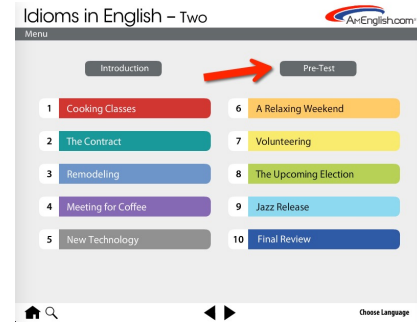 Idioms in English – Two
AmEnglish.com®
Menu
Introduction
Pre-Test
1 Cooking Classes
2 The Contract
3 Remodeling
4 Meeting for Coffee
5 New Technology
6 A Relaxing Weekend
7 Volunteering
8 The Upcoming Election
9 Jazz Release
10 Final Review
Choose Language